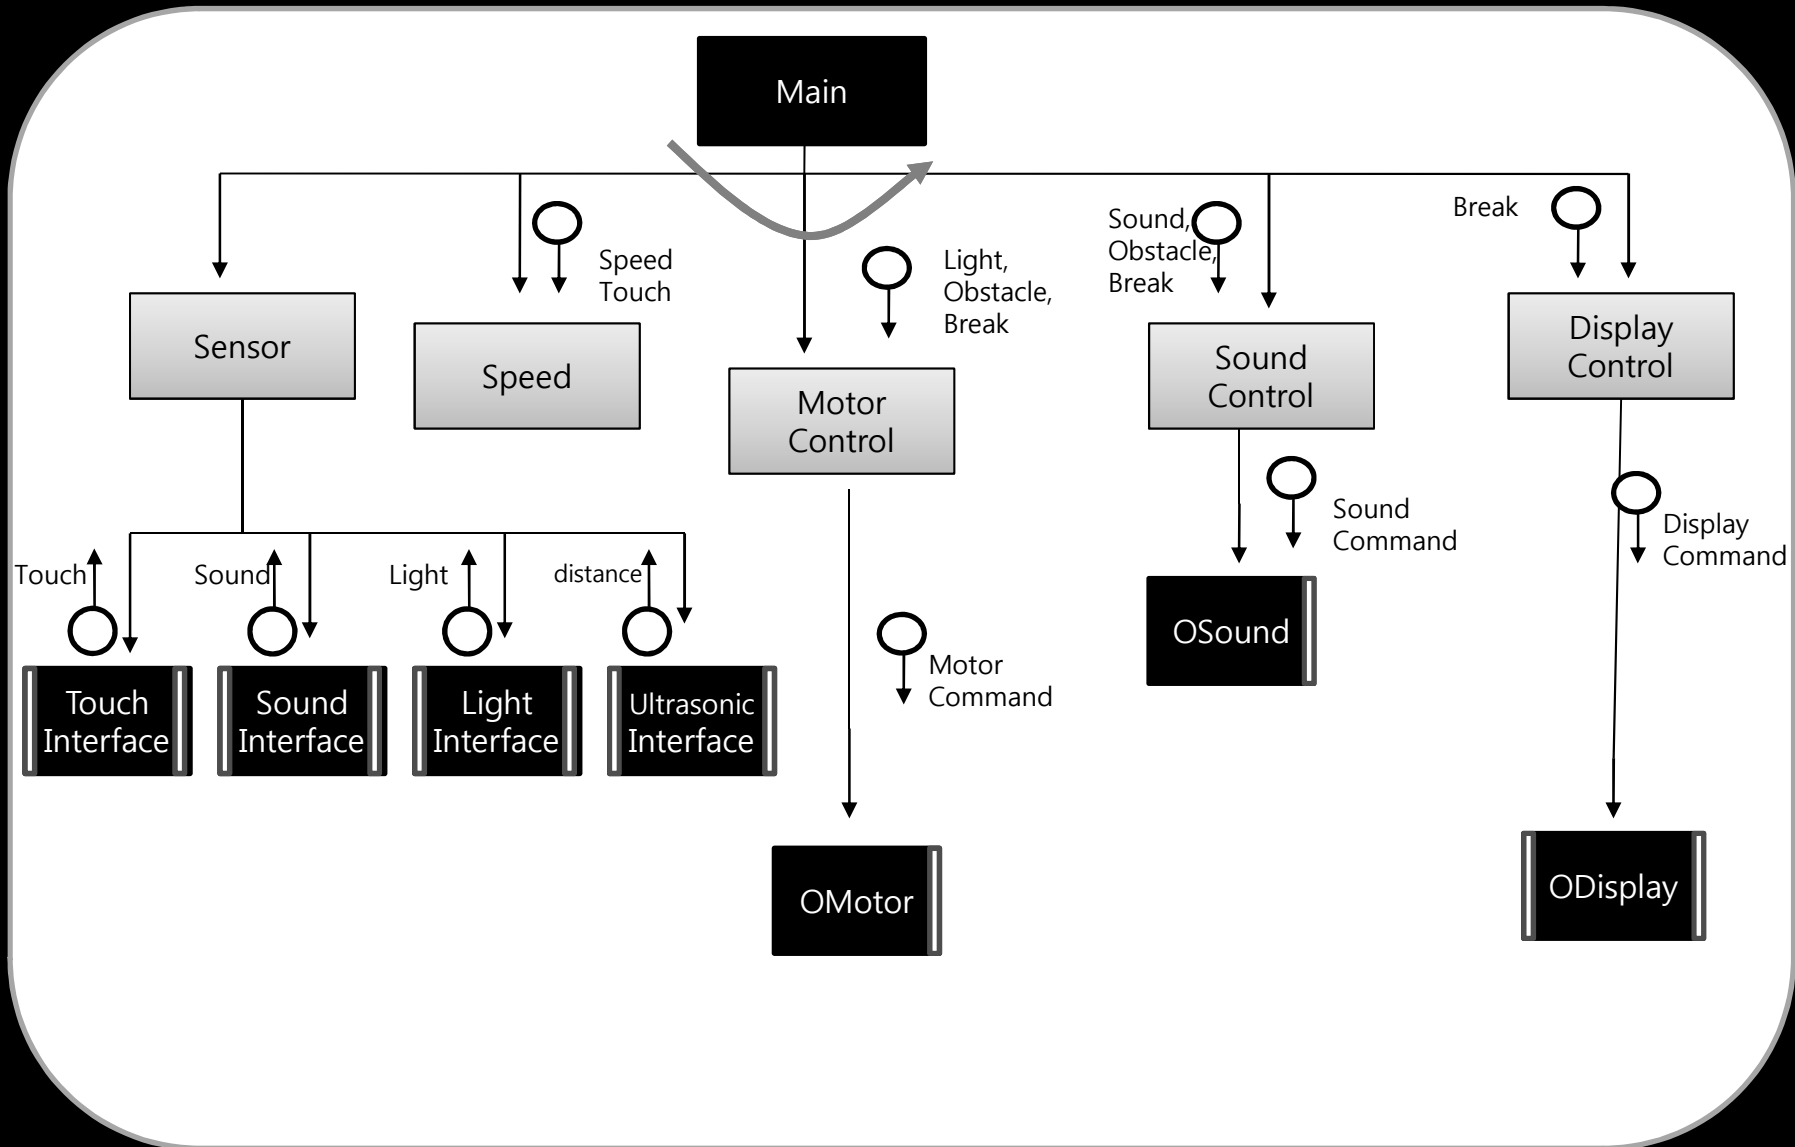 Main
Speed
Touch
Light,
Obstacle,
Break
Sound,
Obstacle,
Break
Break
Sensor
Speed
Motor
Control
Sound
Control
Display
Control
Touch
Sound
Light
distance
Sound
Command
Display
Command
Touch
Interface
Sound
Interface
Light
Interface
Ultrasonic
Interface
Motor
Command
OSound
OMotor
ODisplay